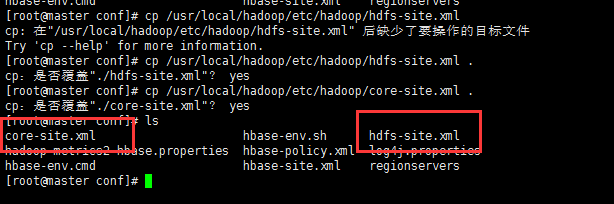 hbase-env.cmd hbase-site.xml regionservers
[root@master conf]# cp /usr/local/hadoop/etc/hadoop/hdfs-site.xml
cp: 在"/usr/local/hadoop/etc/hadoop/hdfs-site.xml" 后缺少了要操作的目标文件
Try 'cp --help' for more information.
[root@master conf]# cp /usr/local/hadoop/etc/hadoop/hdfs-site.xml .
cp：是否覆盖"./hdfs-site.xml"？ yes
[root@master conf]# cp /usr/local/hadoop/etc/hadoop/core-site.xml .
cp：是否覆盖"./core-site.xml"？ yes
[root@master conf]# ls
core-site.xml hbase-env.sh hdfs-site.xml
hadoop-metrics2-hbase.properties hbase-policy.xml log4j.properties
hbase-env.cmd hbase-site.xml regionservers
[root@master conf]#